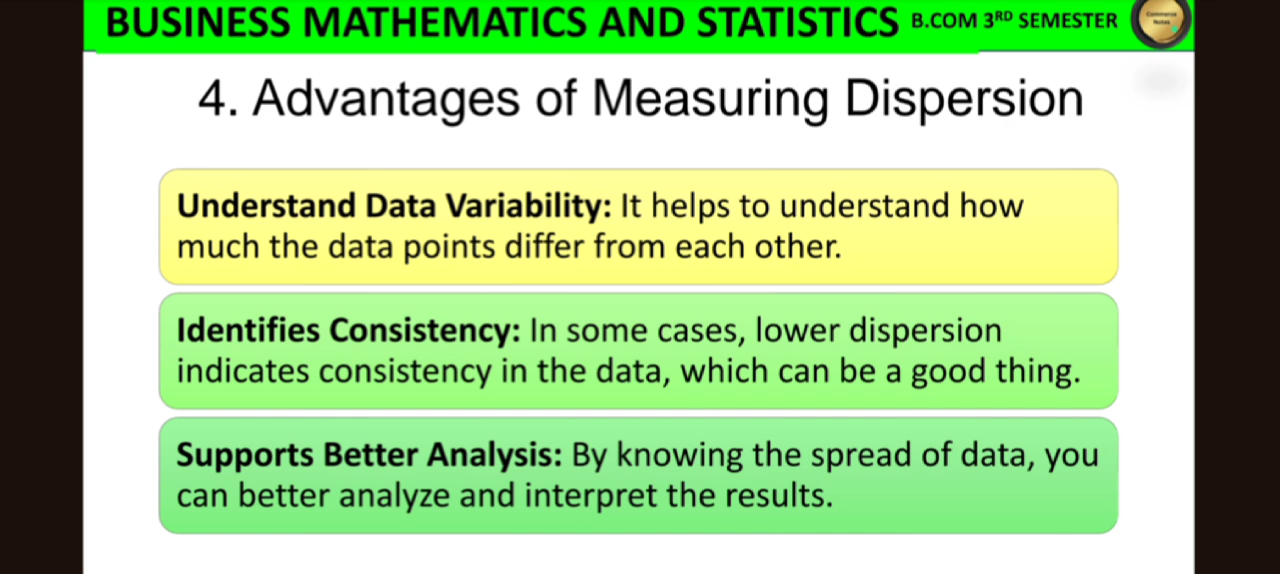 BUSINESS MATHEMATICS AND STATISTICS B.COM 3RD SEMESTER
Commerce
Notes
4. Advantages of Measuring Dispersion
Understand Data Variability: It helps to understand how
much the data points differ from each other.
Identifies Consistency: In some cases, lower dispersion
indicates consistency in the data, which can be a good thing.
Supports Better Analysis: By knowing the spread of data, you
can better analyze and interpret the results.